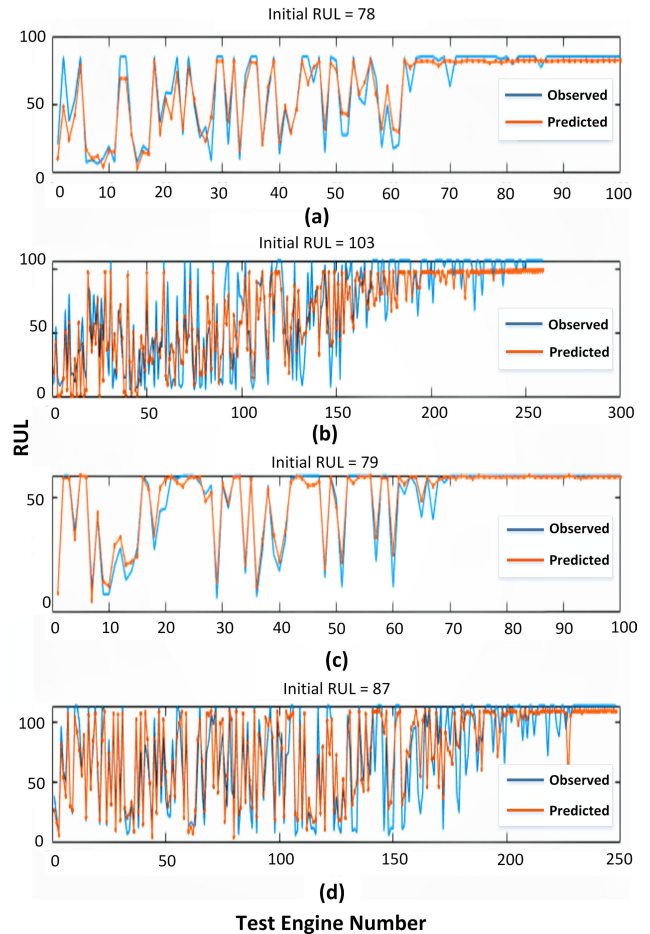 Initial RUL = 78
100
50
0
Observed
Predicted
0 10 20 30 40 50 60 70 80 90 100
(a)
Initial RUL = 103
100
50
0
Observed
Predicted
0 50 100 150 200 250 300
(b)
RUL
Initial RUL = 79
50
0
Observed
Predicted
0 10 20 30 40 50 60 70 80 90 100
(c)
Initial RUL = 87
100
50
0
Observed
Predicted
0 50 100 150 200 250
(d)
Test Engine Number